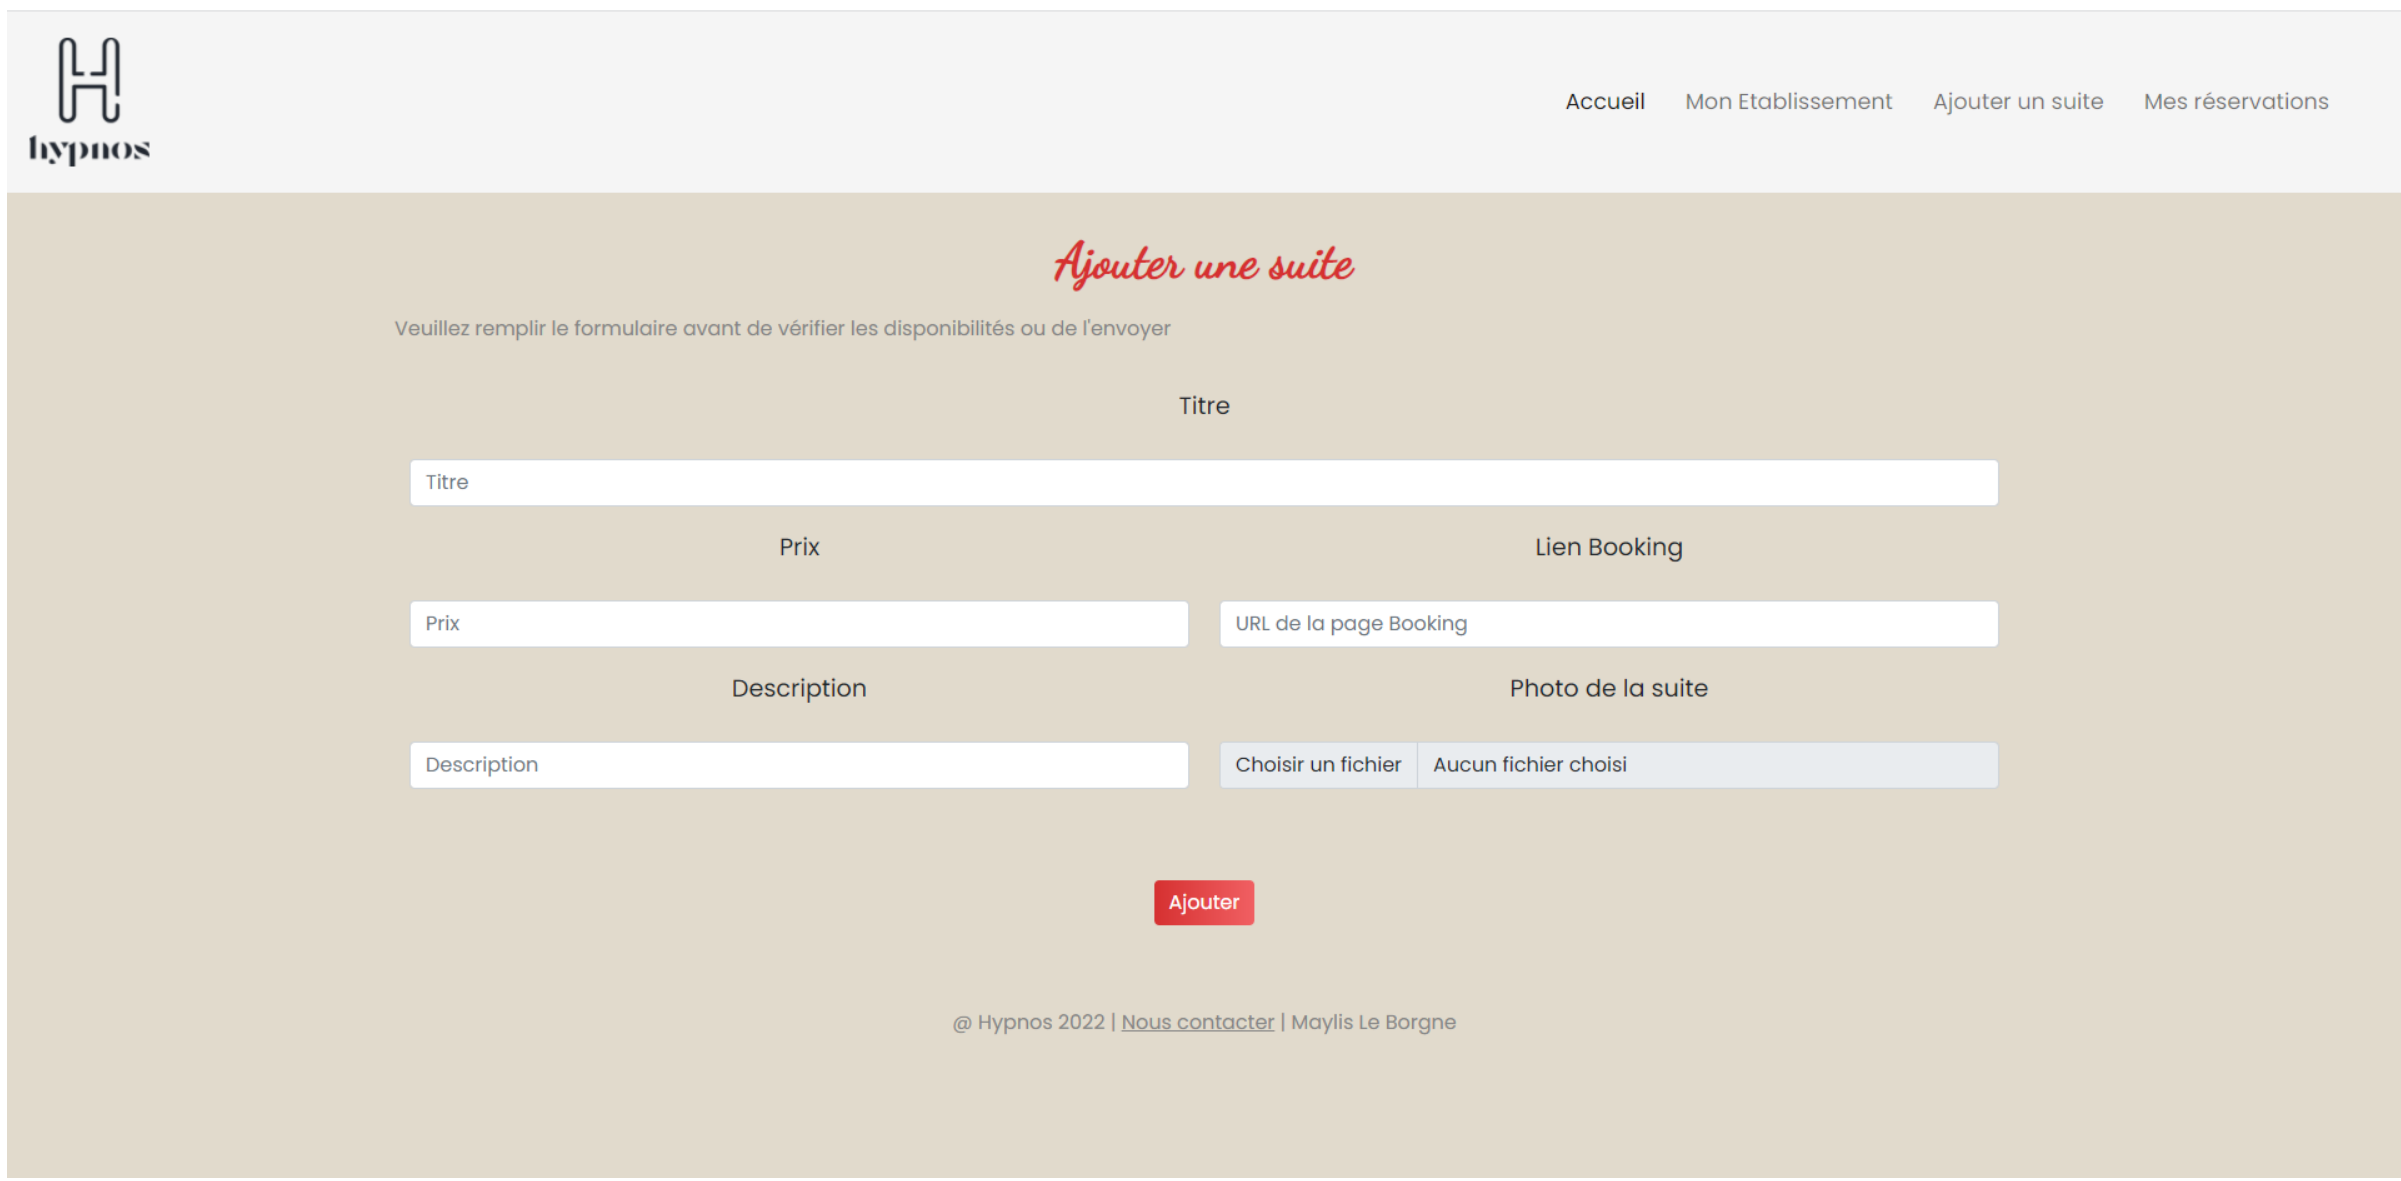 hypnos
Accueil Mon Etablissement Ajouter un suite Mes réservations
Ajouter une suite
Veuillez remplir le formulaire avant de vérifier les disponibilités ou de l'envoyer
Titre
Titre
Prix Lien Booking
Prix URL de la page Booking
Description Photo de la suite
Description Choisir un fichier Aucun fichier choisi
Ajouter
@ Hypnos 2022 | Nous contacter | Maylis Le Borgne